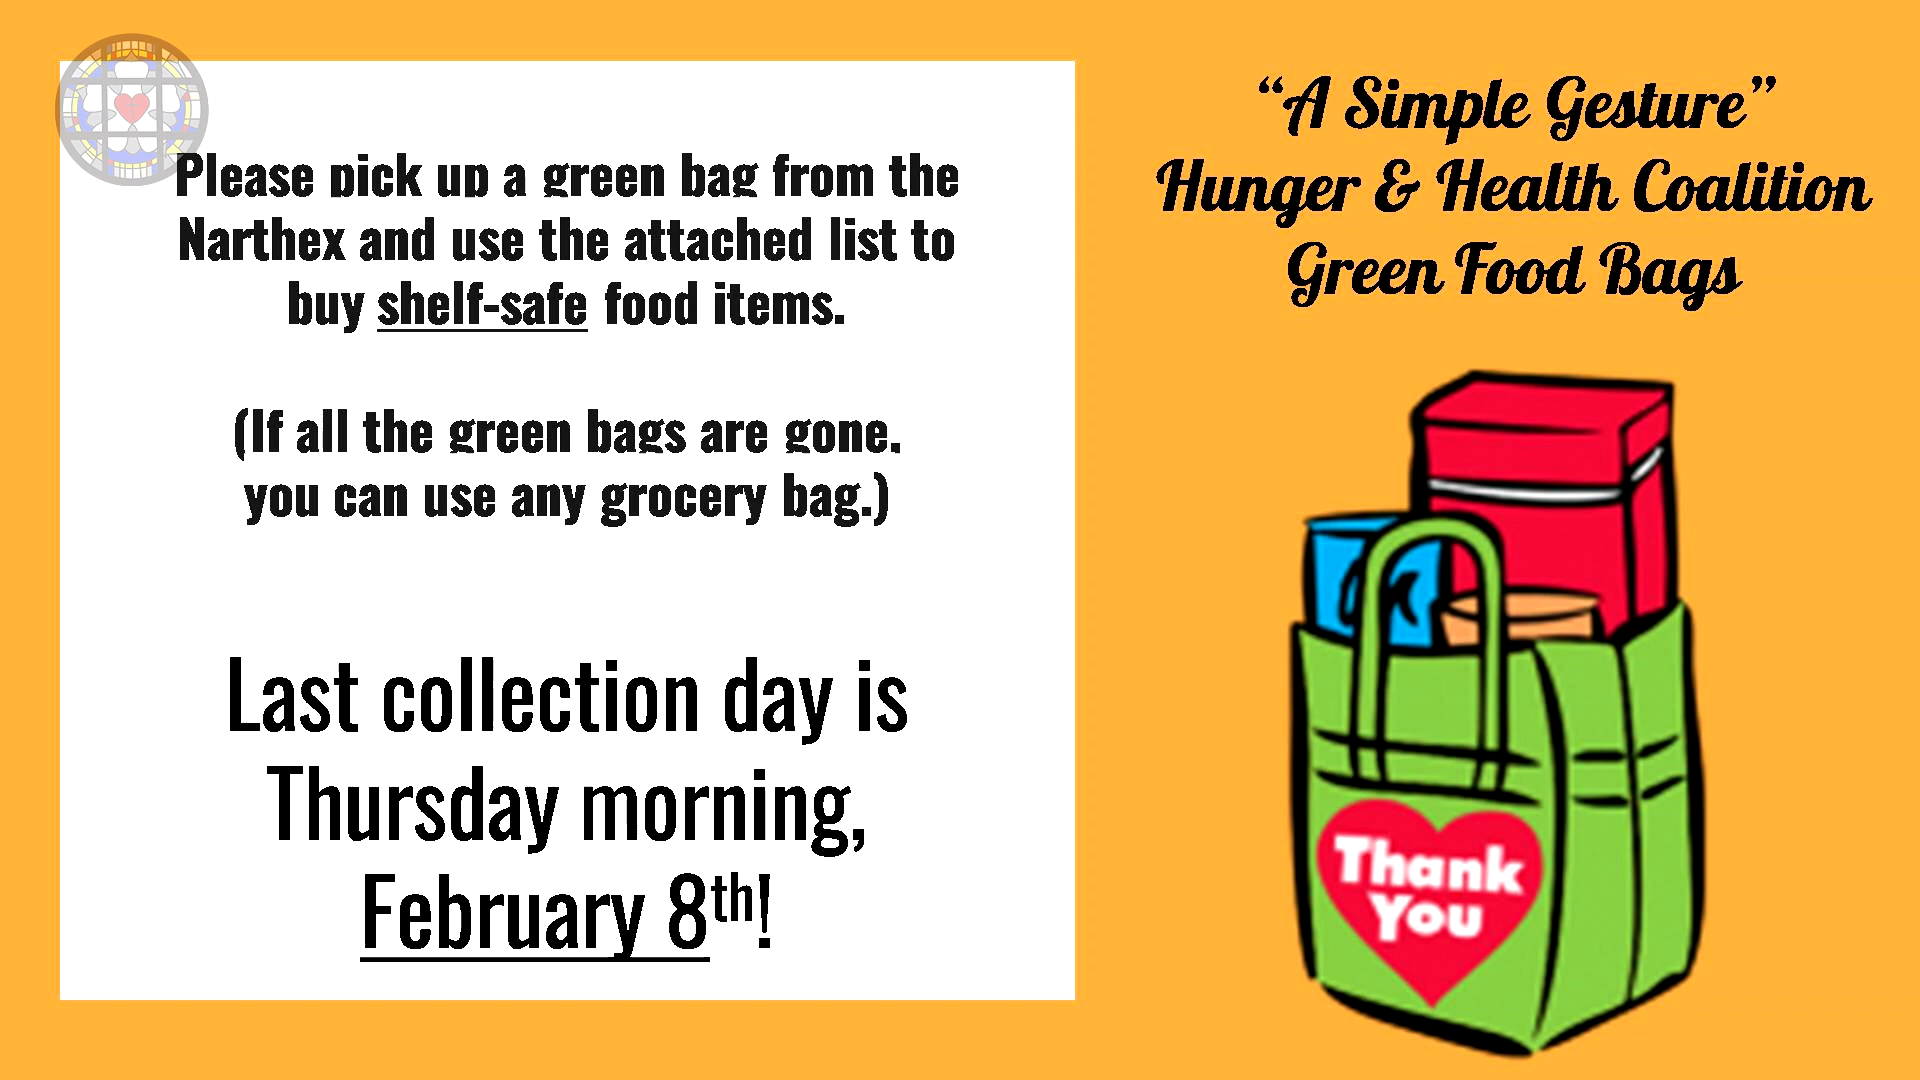 Please pick up a green bag from the
Narthex and use the attached list to
buy shelf-safe food items.
(If all the green bags are gone,
you can use any grocery bag.)
Last collection day is
Thursday morning,
February 8th!
“A Simple Gesture”
Hunger & Health Coalition
Green Food Bags
Thank
You